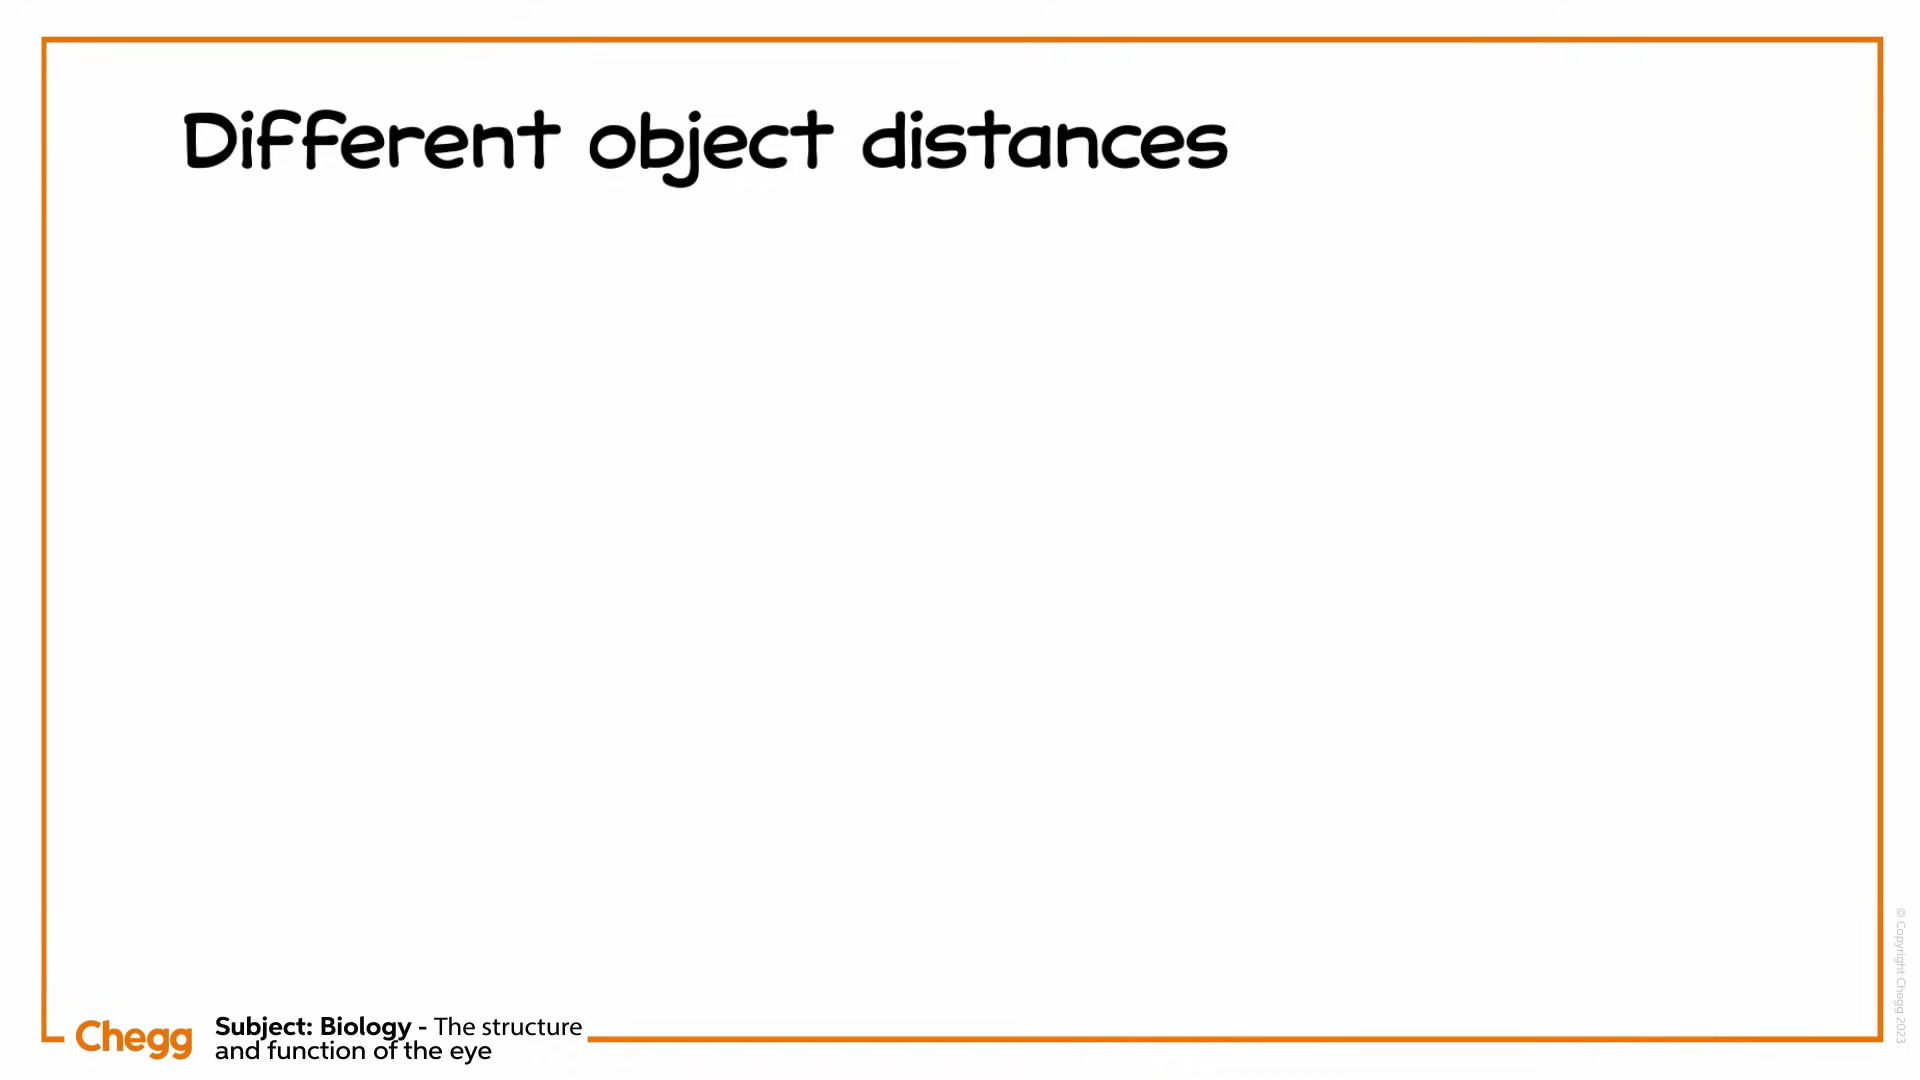 Different object distances
Chegg
Subject: Biology - The structure
and function of the eye
© Copyright Chegg 2023